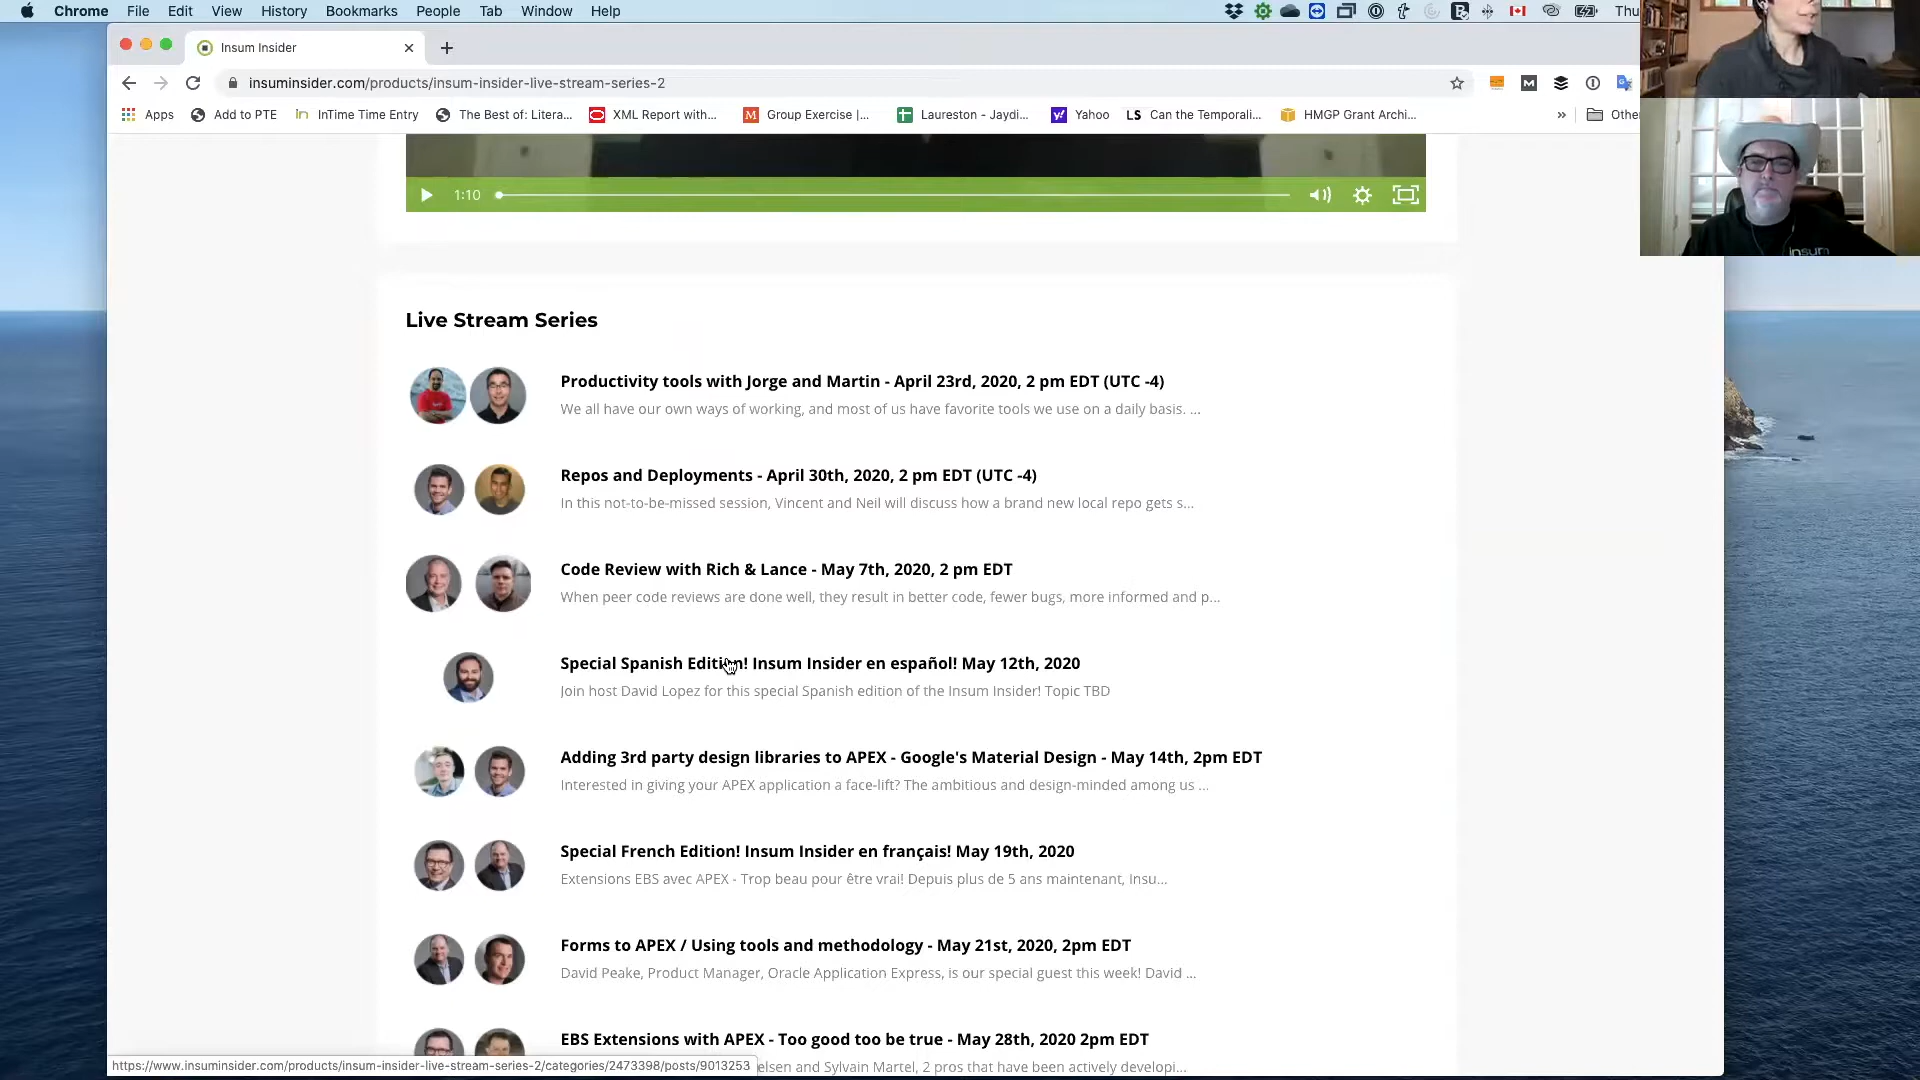 Chrome File Edit View History Bookmarks People Tab Window Help Thu
Insum Insider
insuminsider.com/products/insum-insider-live-stream-series-2
Apps Add to PTE InTime Time Entry The Best of: Litera... XML Report with... Group Exercise |... Laureston - Jaydi... Yahoo LS Can the Temporali... HMGP Grant Archi... » Other
1:10
insum
Live Stream Series
Productivity tools with Jorge and Martin - April 23rd, 2020, 2 pm EDT (UTC -4)
We all have our own ways of working, and most of us have favorite tools we use on a daily basis. ...
Repos and Deployments - April 30th, 2020, 2 pm EDT (UTC -4)
In this not-to-be-missed session, Vincent and Neil will discuss how a brand new local repo gets s...
Code Review with Rich & Lance - May 7th, 2020, 2 pm EDT
When peer code reviews are done well, they result in better code, fewer bugs, more informed and p...
Special Spanish Edition! Insum Insider en español! May 12th, 2020
Join host David Lopez for this special Spanish edition of the Insum Insider! Topic TBD
Adding 3rd party design libraries to APEX - Google's Material Design - May 14th, 2pm EDT
Interested in giving your APEX application a face-lift? The ambitious and design-minded among us ...
Special French Edition! Insum Insider en français! May 19th, 2020
Extensions EBS avec APEX - Trop beau pour être vrai! Depuis plus de 5 ans maintenant, Insu...
Forms to APEX / Using tools and methodology - May 21st, 2020, 2pm EDT
David Peake, Product Manager, Oracle Application Express, is our special guest this week! David ...
EBS Extensions with APEX - Too good too be true - May 28th, 2020 2pm EDT
elsen and Sylvain Martel, 2 pros that have been actively developi...
https://www.insuminsider.com/products/insum-insider-live-stream-series-2/categories/2473398/posts/9013253